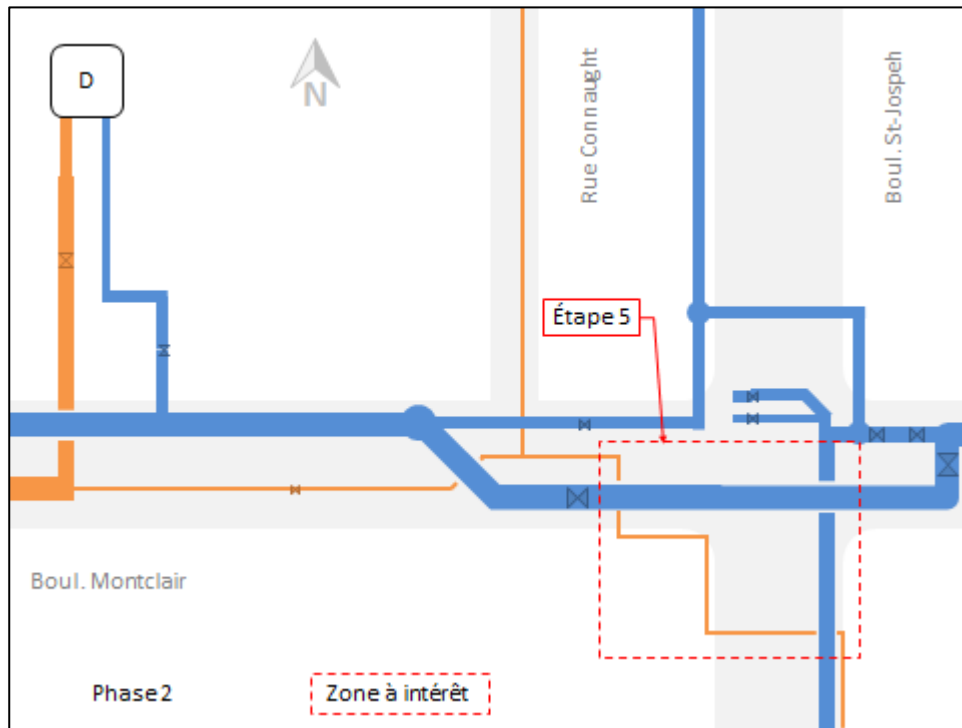 D
N
Rue Connaught
Boul. St-Jospeh
Étape 5
Boul. Montclair
Phase 2
Zone à intérêt